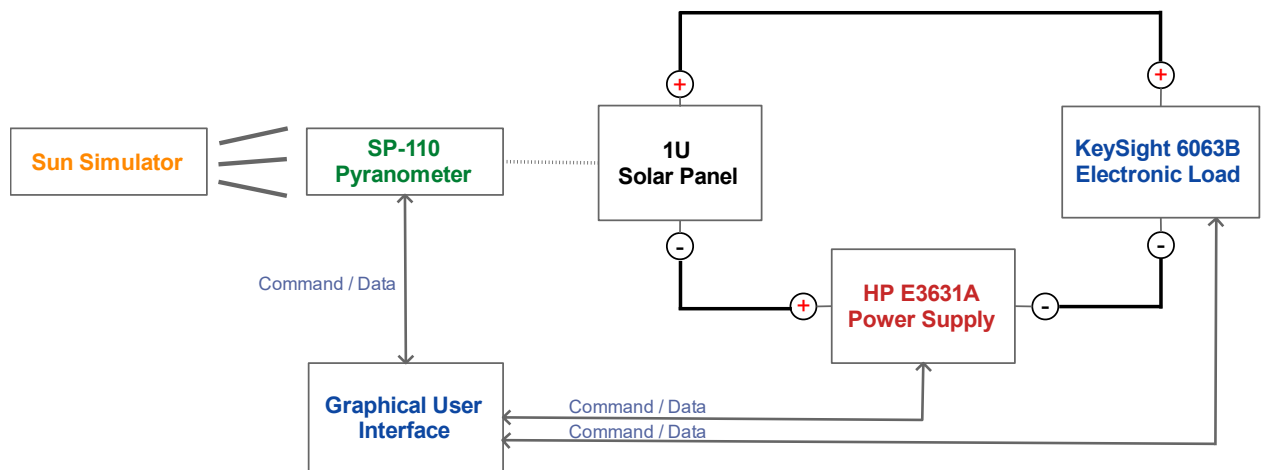 +
+
Sun Simulator
SP-110
Pyranometer
1U
Solar Panel
KeySight 6063B
Electronic Load
-
-
Command / Data
+
HP E3631A
Power Supply
-
Graphical User
Interface
Command / Data
Command / Data